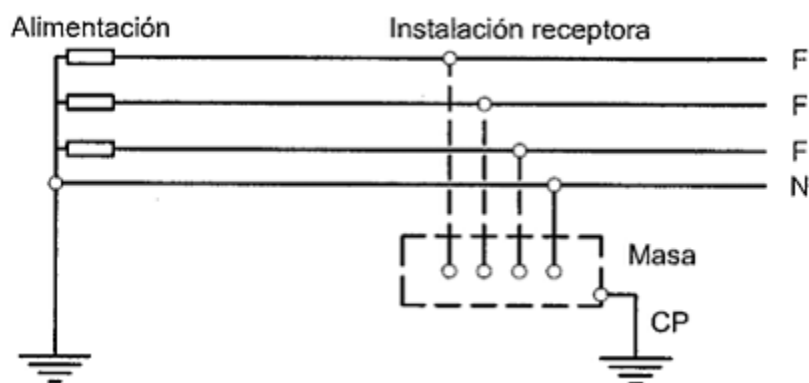 Alimentación
Instalación receptora
F
F
F
N
Masa
CP